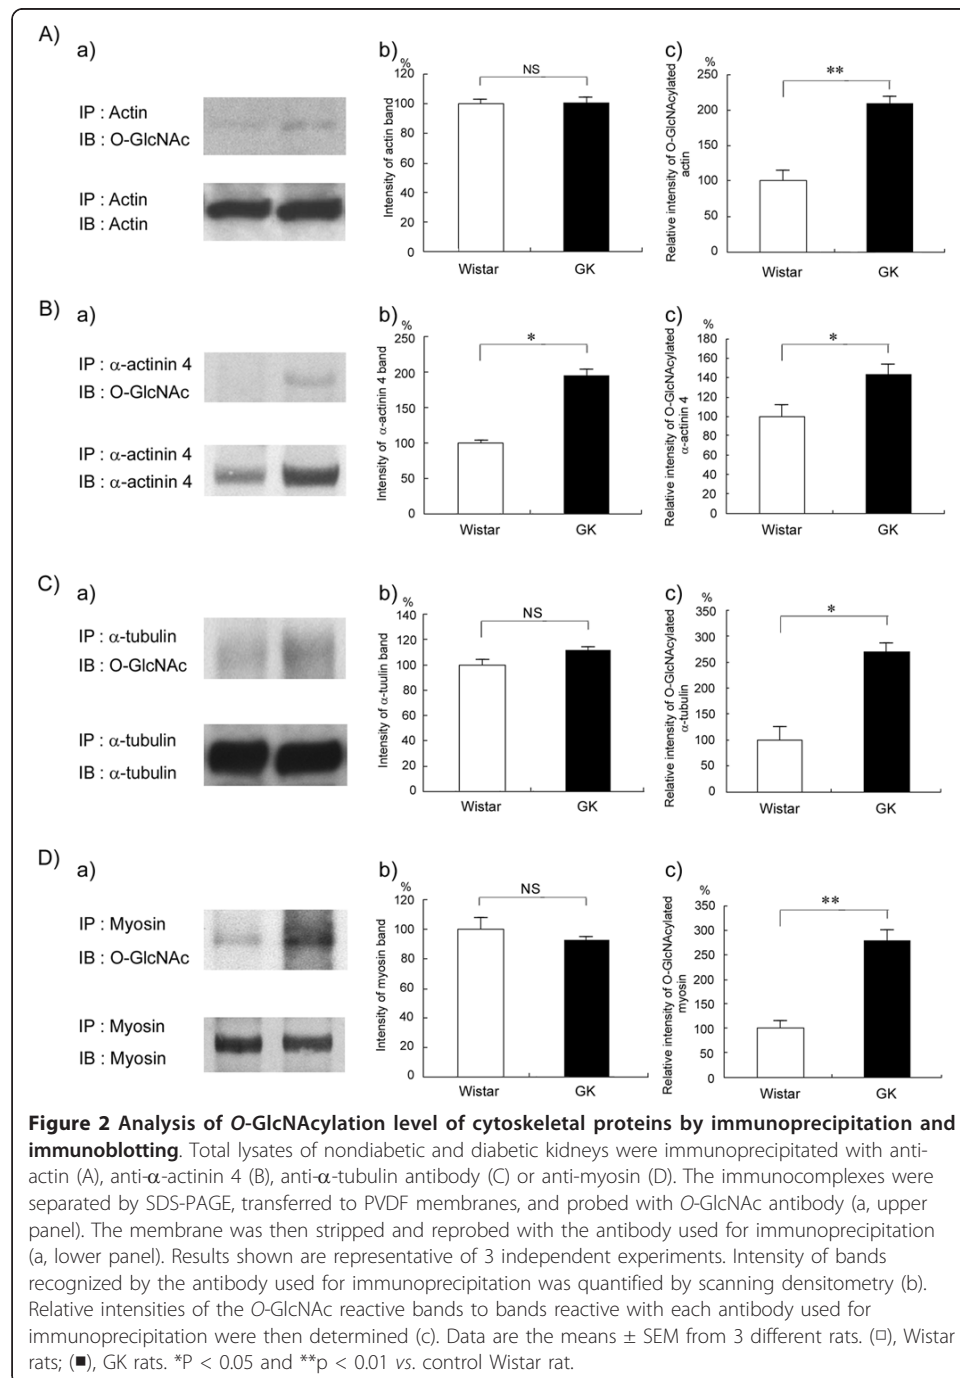 A)
a)
IP : Actin
IB : O-GlcNAc
IP : Actin
IB : Actin
b)
%
Intensity of actin band
120
100
80
60
40
20
0
NS
Wistar GK
c)
%
Relative intensity of O-GlcNAcylated
actin
250
200
150
100
50
0
**
Wistar GK
B)
a)
IP : α-actinin 4
IB : O-GlcNAc
IP : α-actinin 4
IB : α-actinin 4
b)
%
Intensity of α-actinin 4 band
250
200
150
100
50
0
*
Wistar GK
c)
%
Relative intensity of O-GlcNAcylated
α-actinin 4
180
160
140
120
100
80
60
40
20
0
*
Wistar GK
C)
a)
IP : α-tubulin
IB : O-GlcNAc
IP : α-tubulin
IB : α-tubulin
b)
%
Intensity of α-tuulin band
140
120
100
80
60
40
20
0
NS
Wistar GK
c)
%
Relative intensity of O-GlcNAcylated
α-tubulin
350
300
250
200
150
100
50
0
*
Wistar GK
D)
a)
IP : Myosin
IB : O-GlcNAc
IP : Myosin
IB : Myosin
b)
%
Intensity of myosin band
120
100
80
60
40
20
0
NS
Wistar GK
c)
%
Relative intensity of O-GlcNAcylated
myosin
350
300
250
200
150
100
50
0
**
Wistar GK
Figure 2 Analysis of O-GlcNAcylation level of cytoskeletal proteins by immunoprecipitation and
immunoblotting. Total lysates of nondiabetic and diabetic kidneys were immunoprecipitated with anti-
actin (A), anti-α-actinin 4 (B), anti-α-tubulin antibody (C) or anti-myosin (D). The immunocomplexes were
separated by SDS-PAGE, transferred to PVDF membranes, and probed with O-GlcNAc antibody (a, upper
panel). The membrane was then stripped and reprobed with the antibody used for immunoprecipitation
(a, lower panel). Results shown are representative of 3 independent experiments. Intensity of bands
recognized by the antibody used for immunoprecipitation was quantified by scanning densitometry (b).
Relative intensities of the O-GlcNAc reactive bands to bands reactive with each antibody used for
immunoprecipitation were then determined (c). Data are the means ± SEM from 3 different rats. (□), Wistar
rats; (■), GK rats. *P < 0.05 and **p < 0.01 vs. control Wistar rat.